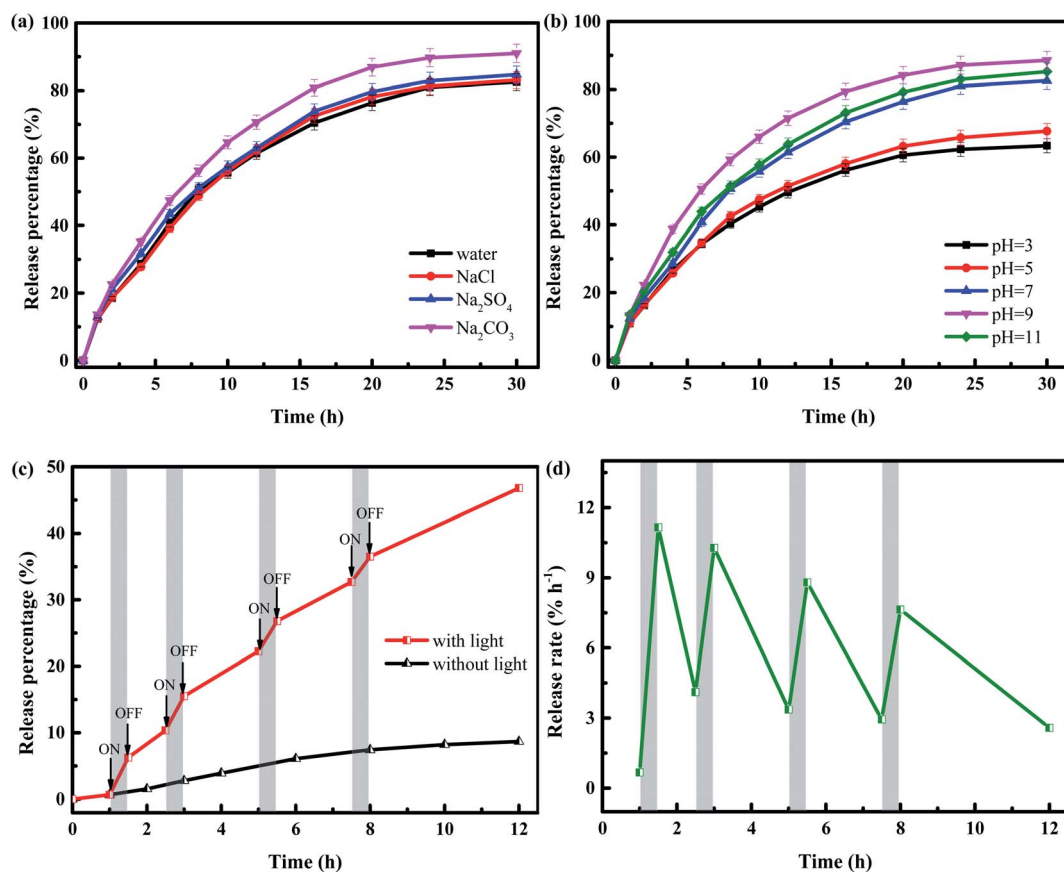 (a)
100
80
60
40
20
0
Release percentage (%)
water
NaCl
Na₂SO₄
Na₂CO₃
0 5 10 15 20 25 30
Time (h)
(b)
100
80
60
40
20
0
Release percentage (%)
pH=3
pH=5
pH=7
pH=9
pH=11
0 5 10 15 20 25 30
Time (h)
(c)
50
40
30
20
10
0
Release percentage (%)
ON
OFF
ON
OFF
ON
OFF
ON
OFF
with light
without light
0 2 4 6 8 10 12
Time (h)
(d)
12
9
6
3
0
Release rate (% h⁻¹)
0 2 4 6 8 10 12
Time (h)